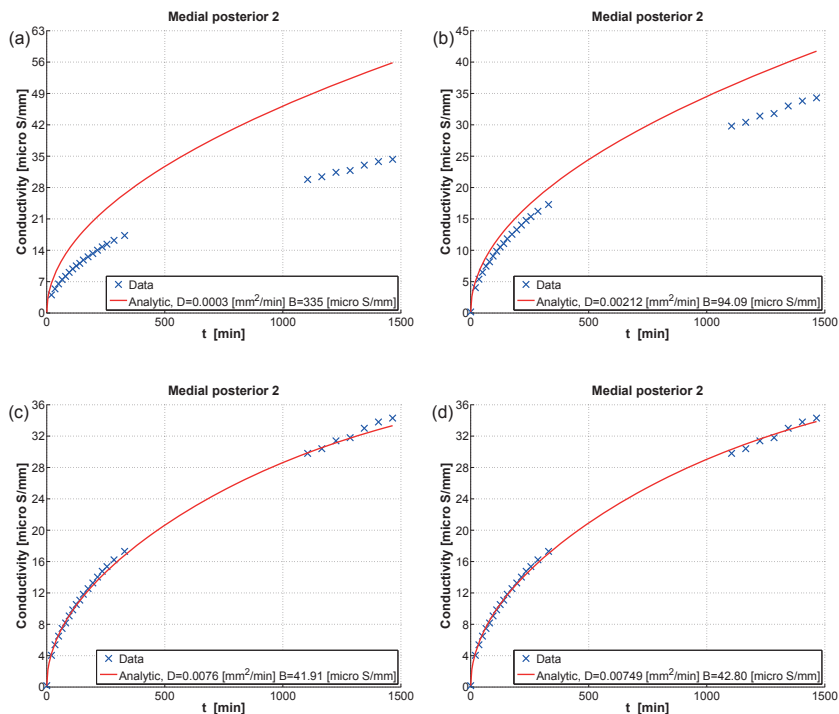 Medial posterior 2
(a)
63
56
49
42
35
28
21
14
7
0
Conductivity [micro S/mm]
Data
Analytic, D=0.0003 [mm²/min] B=335 [micro S/mm]
0
500
1000
1500
t [min]
Medial posterior 2
(b)
45
40
35
30
25
20
15
10
5
0
Conductivity [micro S/mm]
Data
Analytic, D=0.00212 [mm²/min] B=94.09 [micro S/mm]
0
500
1000
1500
t [min]
Medial posterior 2
(c)
36
32
28
24
20
16
12
8
4
0
Conductivity [micro S/mm]
Data
Analytic, D=0.0076 [mm²/min] B=41.91 [micro S/mm]
0
500
1000
1500
t [min]
Medial posterior 2
(d)
36
32
28
24
20
16
12
8
4
0
Conductivity [micro S/mm]
Data
Analytic, D=0.00749 [mm²/min] B=42.80 [micro S/mm]
0
500
1000
1500
t [min]